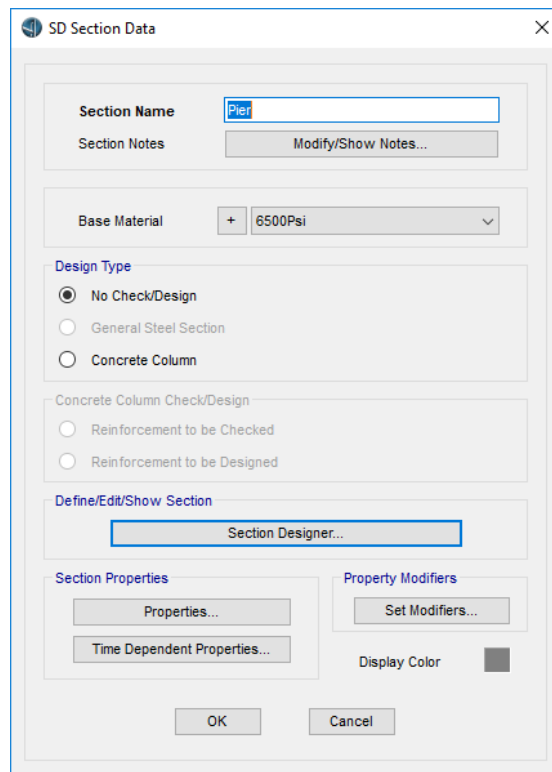 SD Section Data
Section Name
Pier
Section Notes
Modify/Show Notes...
Base Material
+
6500Psi
Design Type
No Check/Design
General Steel Section
Concrete Column
Concrete Column Check/Design
Reinforcement to be Checked
Reinforcement to be Designed
Define/Edit/Show Section
Section Designer...
Section Properties
Properties...
Time Dependent Properties...
Property Modifiers
Set Modifiers...
Display Color
OK
Cancel